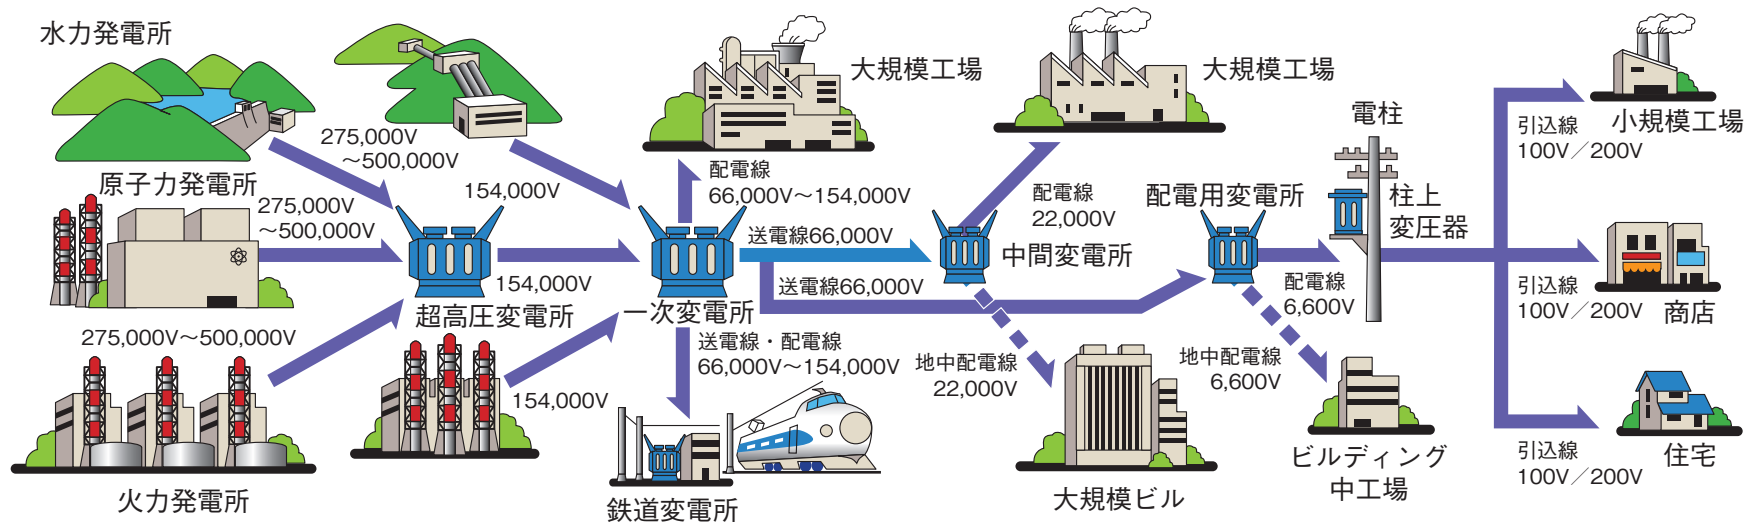 水力発電所
275,000V
～500,000V
原子力発電所
275,000V
～500,000V
275,000V～500,000V
火力発電所
154,000V
超高圧変電所
154,000V
154,000V
大規模工場
配電線
66,000V～154,000V
一次変電所
送電線・配電線
66,000V～154,000V
鉄道変電所
送電線66,000V
送電線66,000V
大規模工場
配電線
22,000V
中間変電所
地中配電線
22,000V
大規模ビル
配電用変電所
配電線
6,600V
地中配電線
6,600V
ビルディング
中工場
電柱
柱上
変圧器
引込線
100V／200V
小規模工場
引込線
100V／200V
商店
引込線
100V／200V
住宅